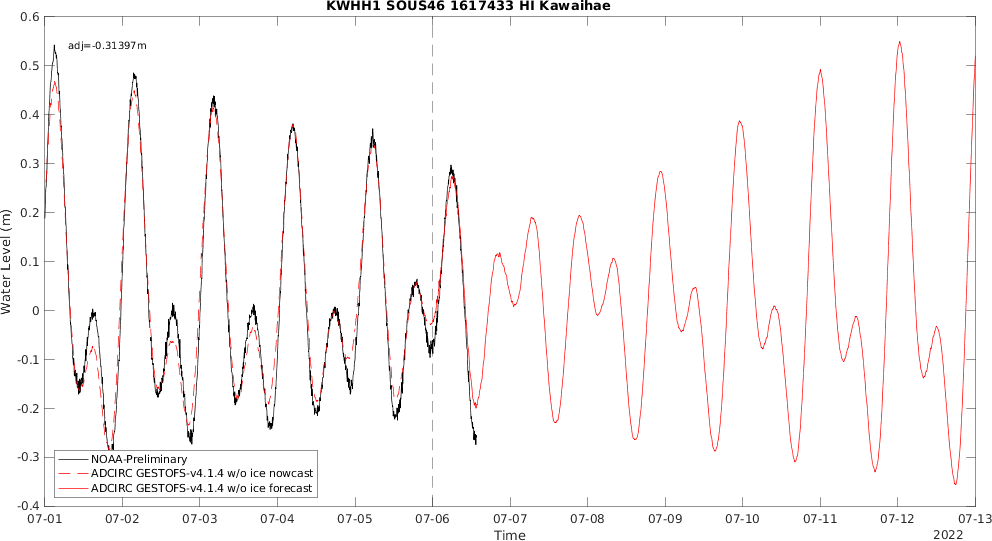 KWHH1 SOUS46 1617433 HI Kawaihae
adj=-0.31397m
0.6
0.5
0.4
0.3
0.2
0.1
0
-0.1
-0.2
-0.3
-0.4
Water Level (m)
NOAA-Preliminary
ADCIRC GESTOFS-v4.1.4 w/o ice nowcast
ADCIRC GESTOFS-v4.1.4 w/o ice forecast
07-01 07-02 07-03 07-04 07-05 07-06 07-07 07-08 07-09 07-10 07-11 07-12 07-13
Time
2022